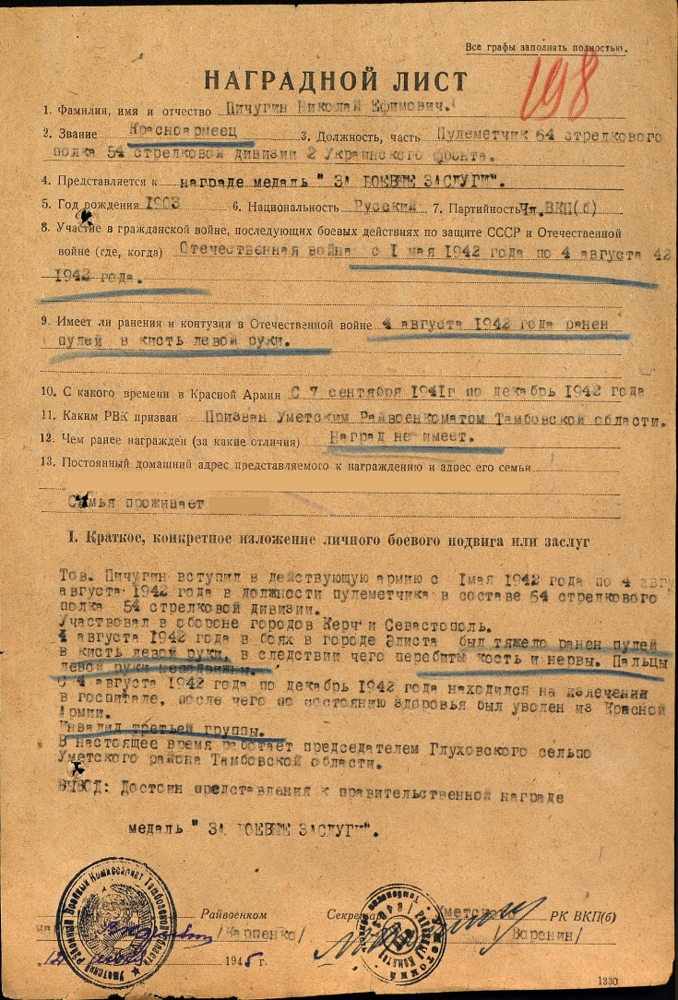 Все графы заполнять полностью.
198
НАГРАДНОЙ ЛИСТ
1. Фамилия, имя и отчество Пичугин Николай Ефимович.
2. Звание Красноармеец 3. Должность, часть Пулеметчик 64 стрелкового
полка 54 стрелковой дивизии 2 Украинского фронта.
4. Представляется к награде медаль " ЗА БОЕВЫЕ ЗАСЛУГИ".
5. Год рождения 1903 6. Национальность Русский 7. Партийность Чл.ВКП(б)
8. Участие в гражданской войне, последующих боевых действиях по защите СССР и Отечественной
войне (где, когда) Отечественная война с I мая 1942 года по 4 августа 42
1942 года.
9. Имеет ли ранения и контузии в Отечественной войне 4 августа 1942 года ранен
пулей в кисть левой руки.
10. С какого времени в Красной Армии С 7 сентября 1941г по декабрь 1942 года
11. Каким РВК призван Призван Уметским Райвоенкоматом Тамбовской области.
12. Чем ранее награжден (за какие отличия) Наград не имеет.
13. Постоянный домашний адрес представляемого к награждению и адрес его семьи
Семья проживает
I. Краткое, конкретное изложение личного боевого подвига или заслуг
Тов. Пичугин вступил в действующую армию с Iмая 1942 года по 4 авгу
августа 1942 года в должности пулеметчика в составе 64 стрелкового
полка 54 стрелковой дивизии.
Участвовал в обороне городов Керч и Севастополь.
4 августа 1942 года в боях в городе Элиста был тяжело ранен пулей
в кисть левой руки, в следствии чего перебиты кость и нервы. Пальцы
левой руки неподвижны.
С 4 августа 1942 года по декабрь 1942 года находился на излечении
в госпитале, после чего по состоянию здоровья был уволен из Красной
Армии.
Инвалид третьей группы.
В настоящее время работает председателем Глуховского сельпо
Уметского района Тамбовской области.
ВЫВОД: Достоин представления к правительственной награде
медаль " ЗА БОЕВЫЕ ЗАСЛУГИ".
Райвоенком Секретарь Уметского РК ВКП(б)
/Карпенко/ Воронин/
1945 г.
Уметский Районный Военный Комиссариат Тамбовской области
1330